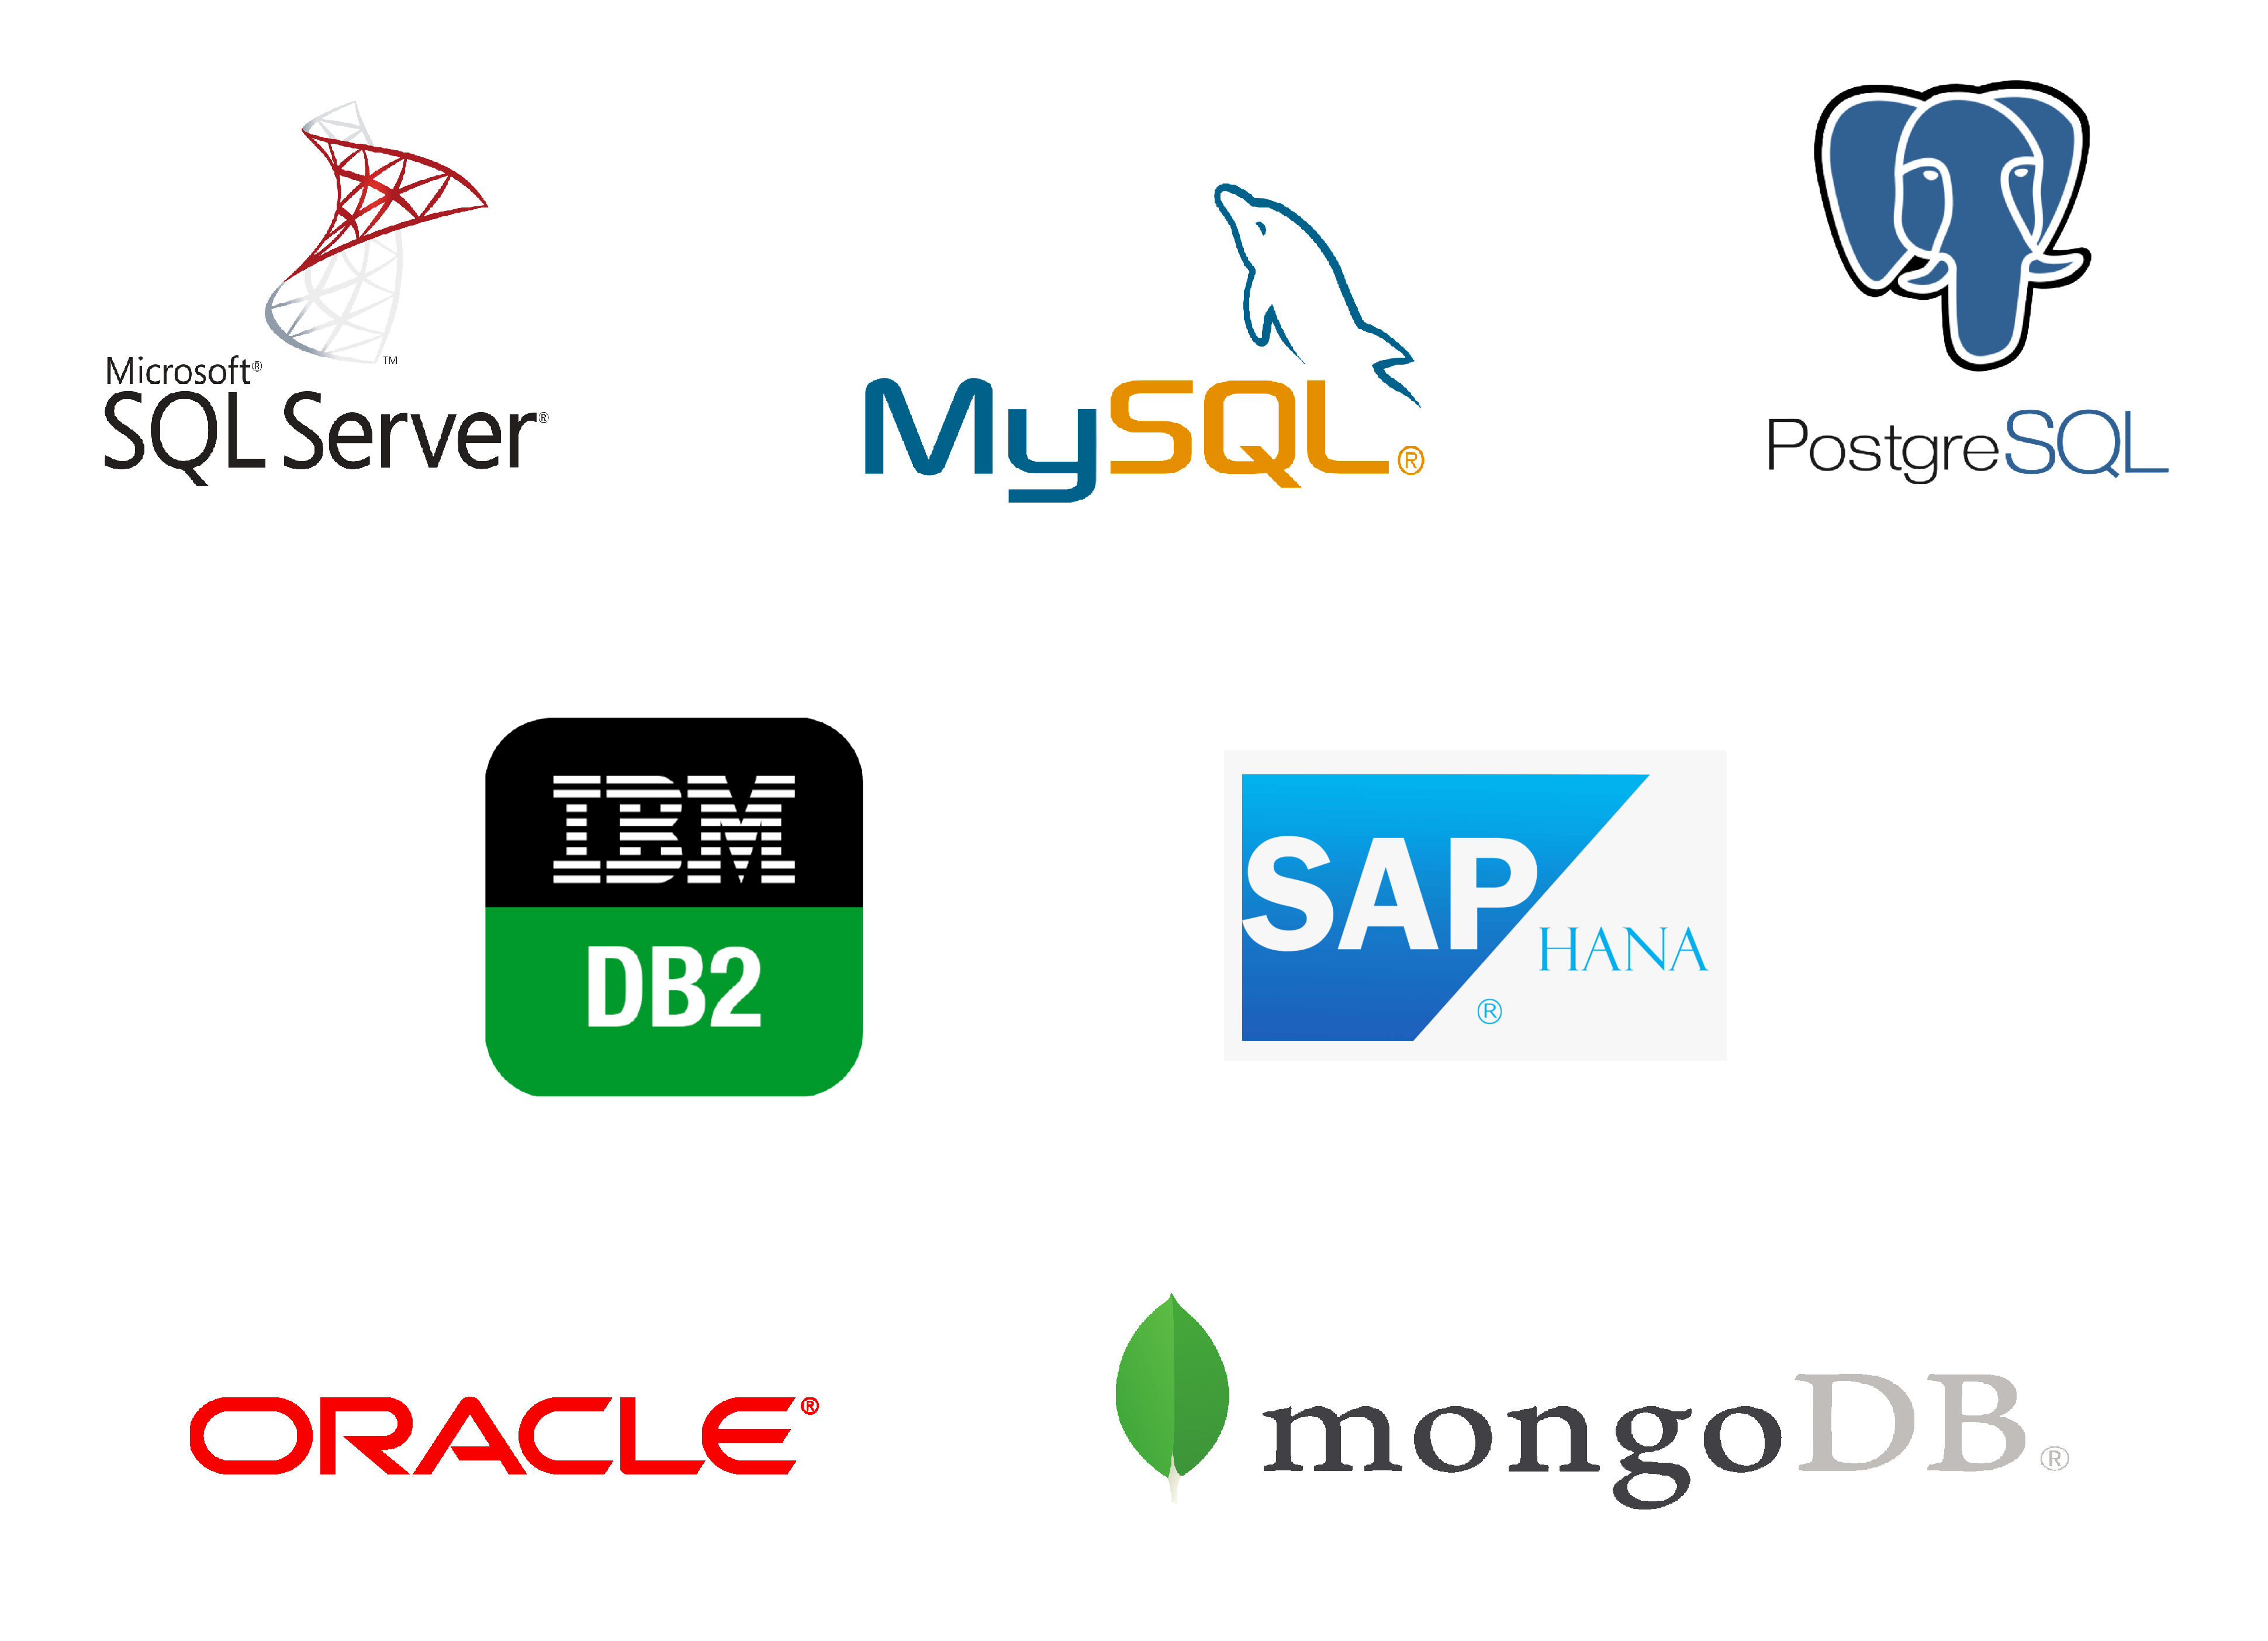 Microsoft®
SQL Server®
™
MySQL®
PostgreSQL
IBM
DB2
SAP
HANA
®
ORACLE®
mongoDB®